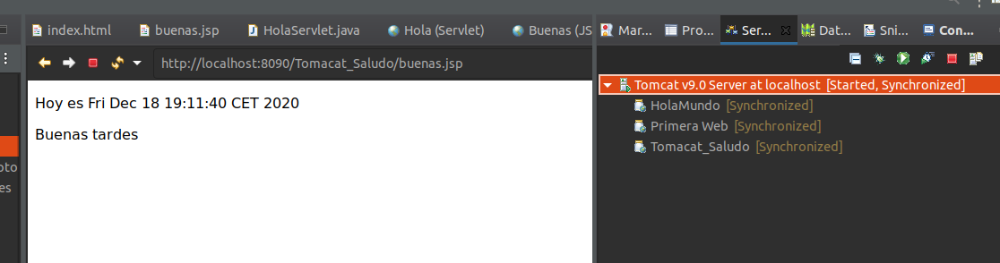 index.html buenas.jsp HolaServlet.java Hola (Servlet) Buenas (JS
Mar... Pro... Ser... Dat... Sni... Con...
http://localhost:8090/Tomacat_Saludo/buenas.jsp
Hoy es Fri Dec 18 19:11:40 CET 2020
Buenas tardes
oto
es
Tomcat v9.0 Server at localhost [Started, Synchronized]
HolaMundo [Synchronized]
Primera Web [Synchronized]
Tomacat_Saludo [Synchronized]